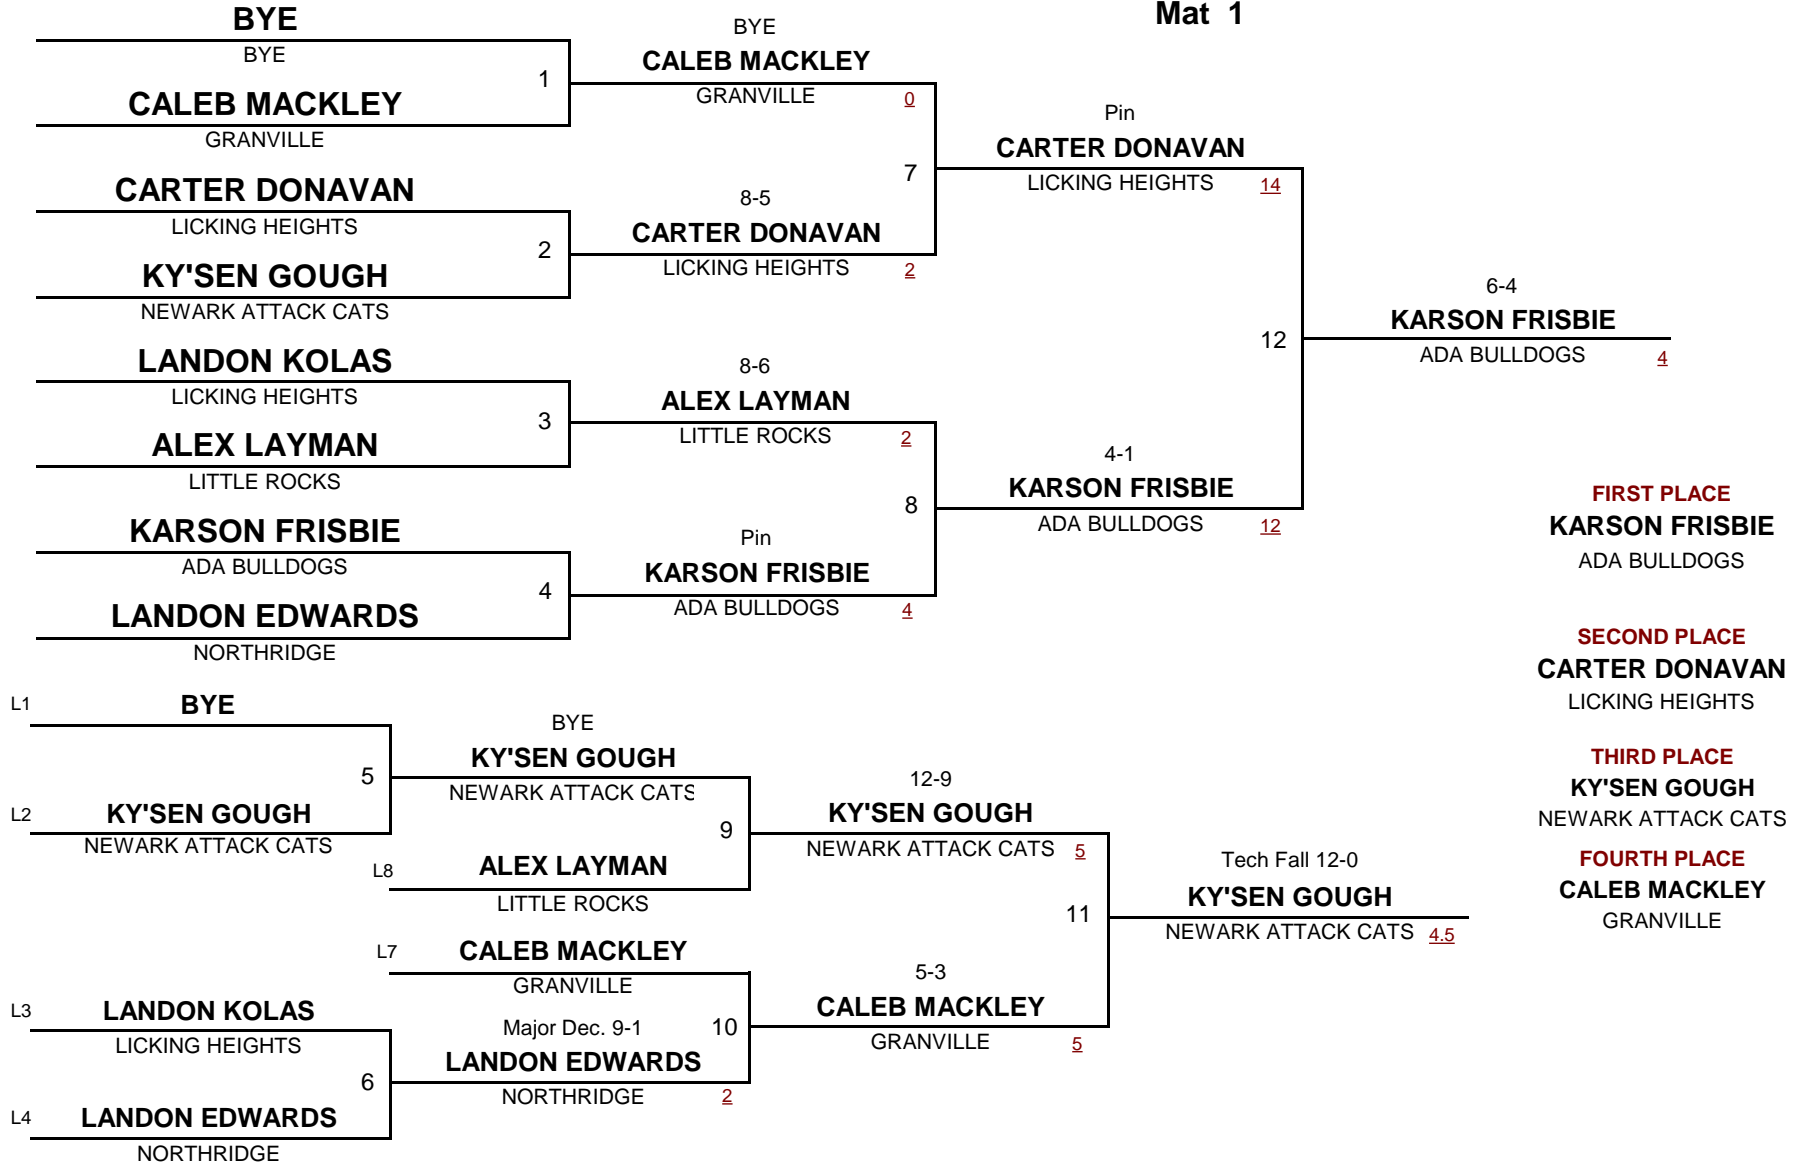 Mat 1
BYE
BYE
1
CALEB MACKLEY
GRANVILLE
CARTER DONAVAN
LICKING HEIGHTS
2
KY'SEN GOUGH
NEWARK ATTACK CATS
LANDON KOLAS
LICKING HEIGHTS
3
ALEX LAYMAN
LITTLE ROCKS
KARSON FRISBIE
ADA BULLDOGS
4
LANDON EDWARDS
NORTHRIDGE
BYE
CALEB MACKLEY
GRANVILLE 0
7
8-5
CARTER DONAVAN
LICKING HEIGHTS 2
8-6
ALEX LAYMAN
LITTLE ROCKS 2
8
Pin
KARSON FRISBIE
ADA BULLDOGS 4
Pin
CARTER DONAVAN
LICKING HEIGHTS 14
12
4-1
KARSON FRISBIE
ADA BULLDOGS 12
6-4
KARSON FRISBIE
ADA BULLDOGS 4
FIRST PLACE
KARSON FRISBIE
ADA BULLDOGS
SECOND PLACE
CARTER DONAVAN
LICKING HEIGHTS
THIRD PLACE
KY'SEN GOUGH
NEWARK ATTACK CATS
FOURTH PLACE
CALEB MACKLEY
GRANVILLE
L1 BYE
5
L2 KY'SEN GOUGH
NEWARK ATTACK CATS
L3 LANDON KOLAS
LICKING HEIGHTS
6
L4 LANDON EDWARDS
NORTHRIDGE
BYE
KY'SEN GOUGH
NEWARK ATTACK CATS
9
L8 ALEX LAYMAN
LITTLE ROCKS
L7 CALEB MACKLEY
GRANVILLE
Major Dec. 9-1 10
LANDON EDWARDS
NORTHRIDGE 2
12-9
KY'SEN GOUGH
NEWARK ATTACK CATS 5
11
5-3
CALEB MACKLEY
GRANVILLE 5
Tech Fall 12-0
KY'SEN GOUGH
NEWARK ATTACK CATS 4.5